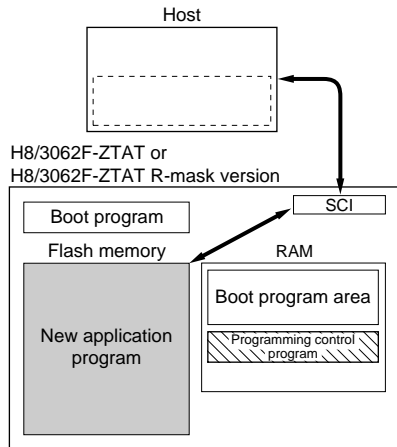 Host
H8/3062F-ZTAT or
H8/3062F-ZTAT R-mask version
SCI
Boot program
Flash memory
RAM
Boot program area
New application
program
Programming control
program